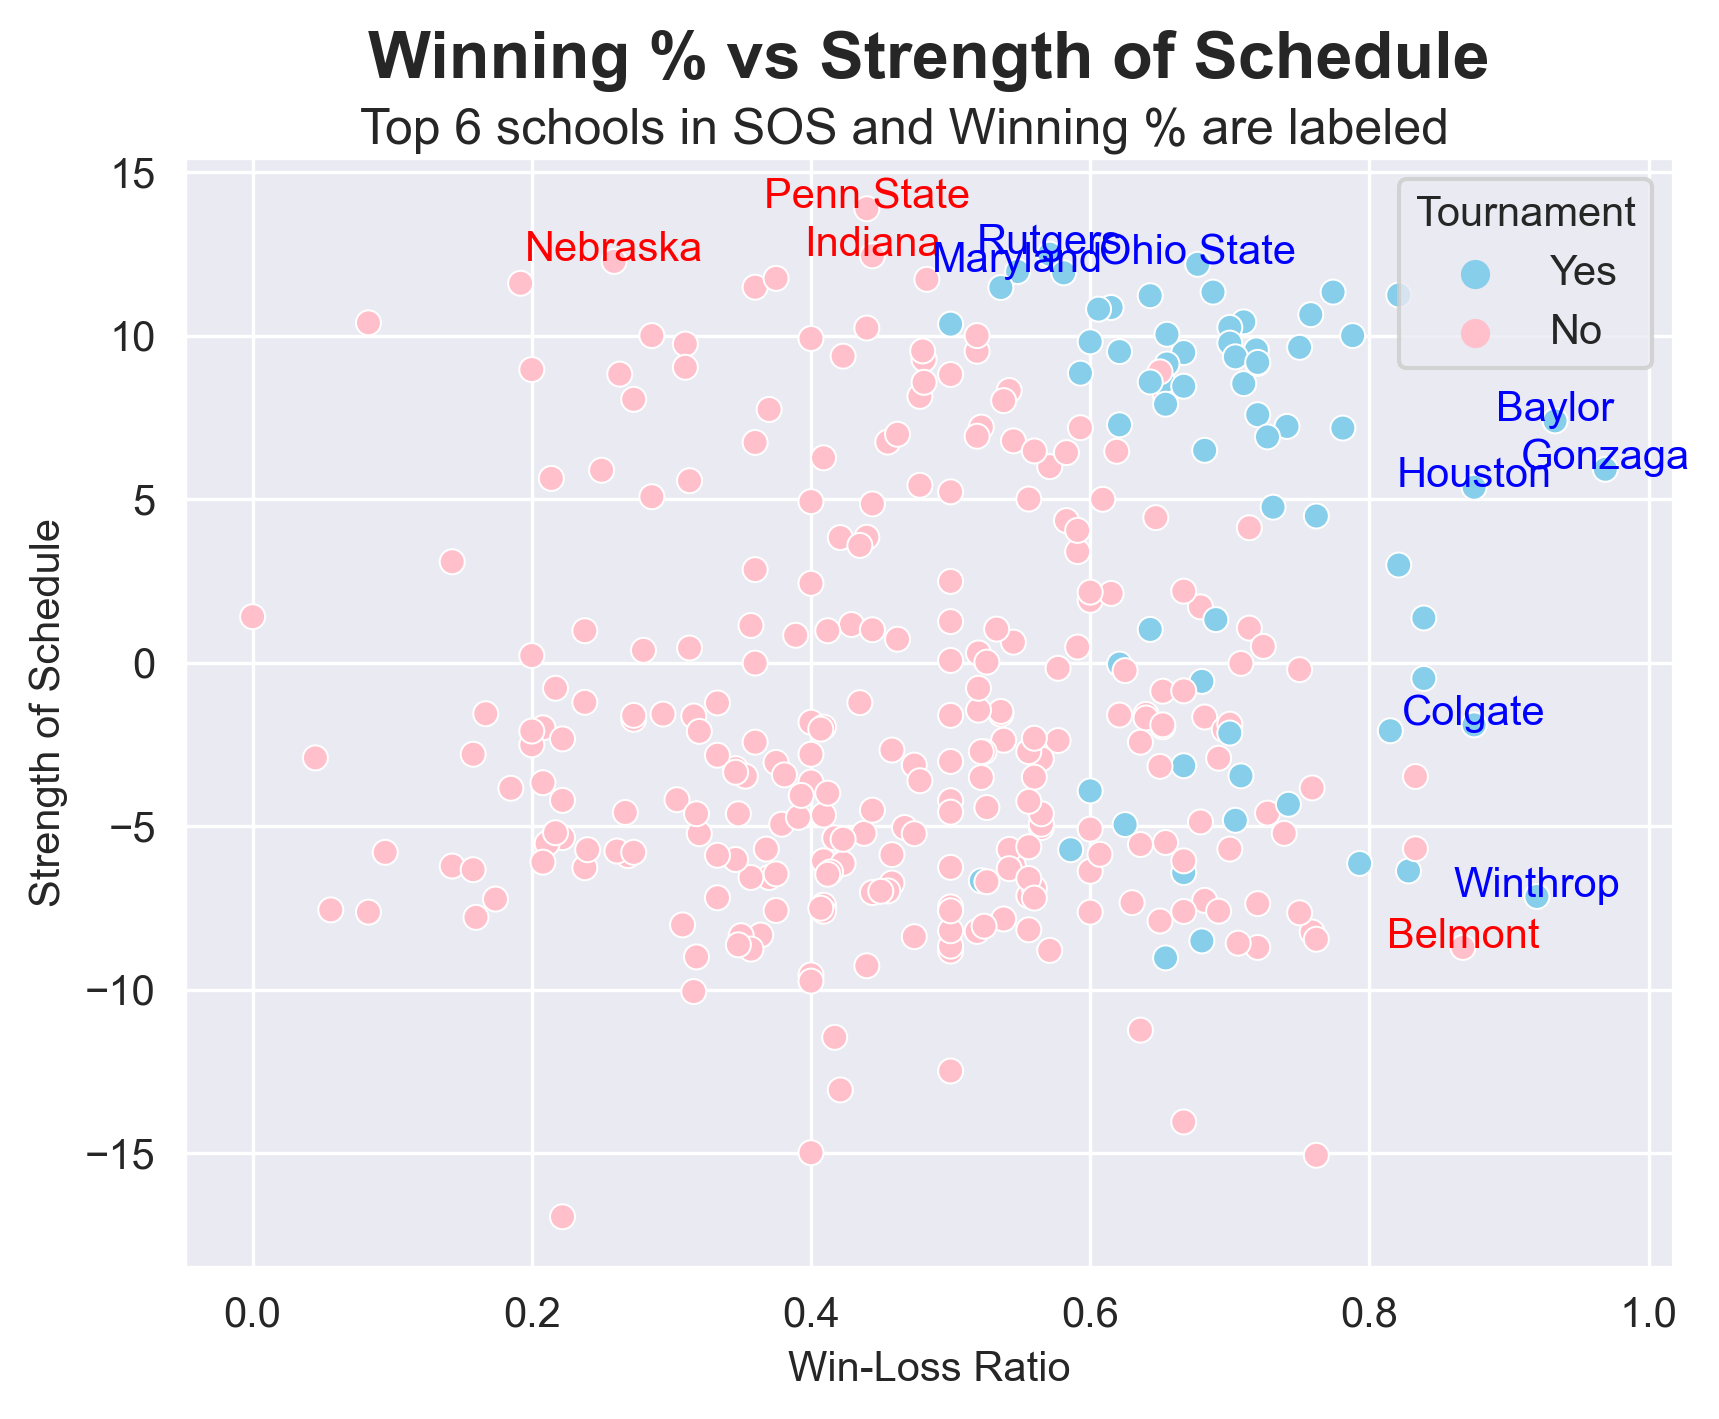 Winning % vs Strength of Schedule
Top 6 schools in SOS and Winning % are labeled
15
10
5
0
−5
−10
−15
Strength of Schedule
Penn State
Nebraska
Indiana
Rutgers
Maryland
Ohio State
Tournament
Yes
No
Baylor
Gonzaga
Houston
Colgate
Winthrop
Belmont
0.0
0.2
0.4
0.6
0.8
1.0
Win-Loss Ratio